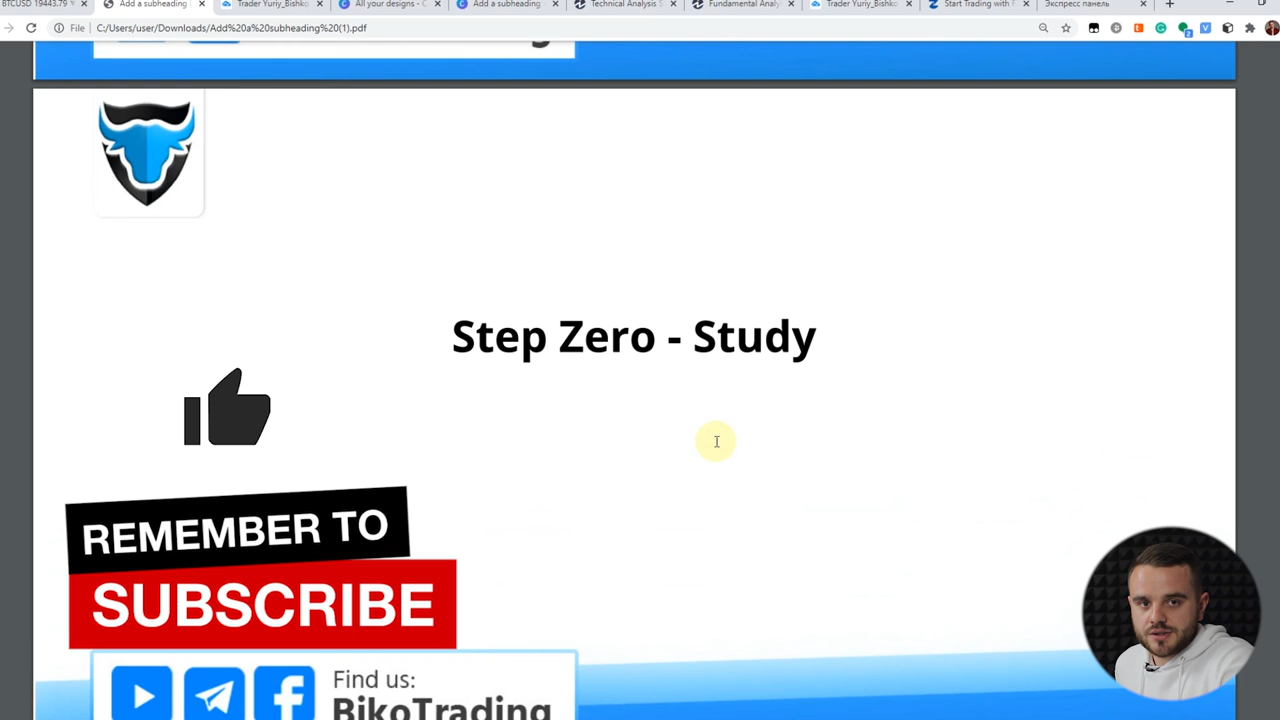 BTCUSD 19443.79
Add a subheading
Trader Yuriy_Bishko
All your designs - C
Add a subheading
Technical Analysis S
Fundamental Analy
Trader Yuriy_Bishko
Start Trading with F
Экспресс панель
File
C:/Users/user/Downloads/Add%20a%20subheading%20(1).pdf
Step Zero - Study
REMEMBER TO
SUBSCRIBE
Find us:
BikoTrading